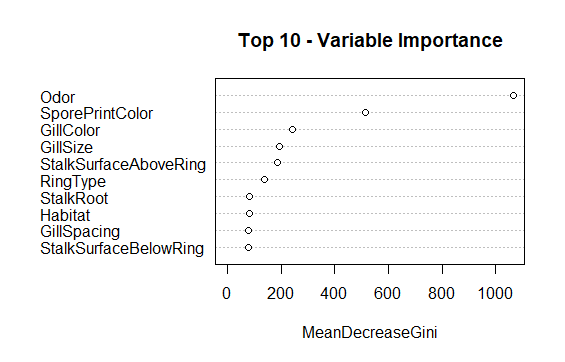 Top 10 - Variable Importance
Odor
SporePrintColor
GillColor
GillSize
StalkSurfaceAboveRing
RingType
StalkRoot
Habitat
GillSpacing
StalkSurfaceBelowRing
0 200 400 600 800 1000
MeanDecreaseGini